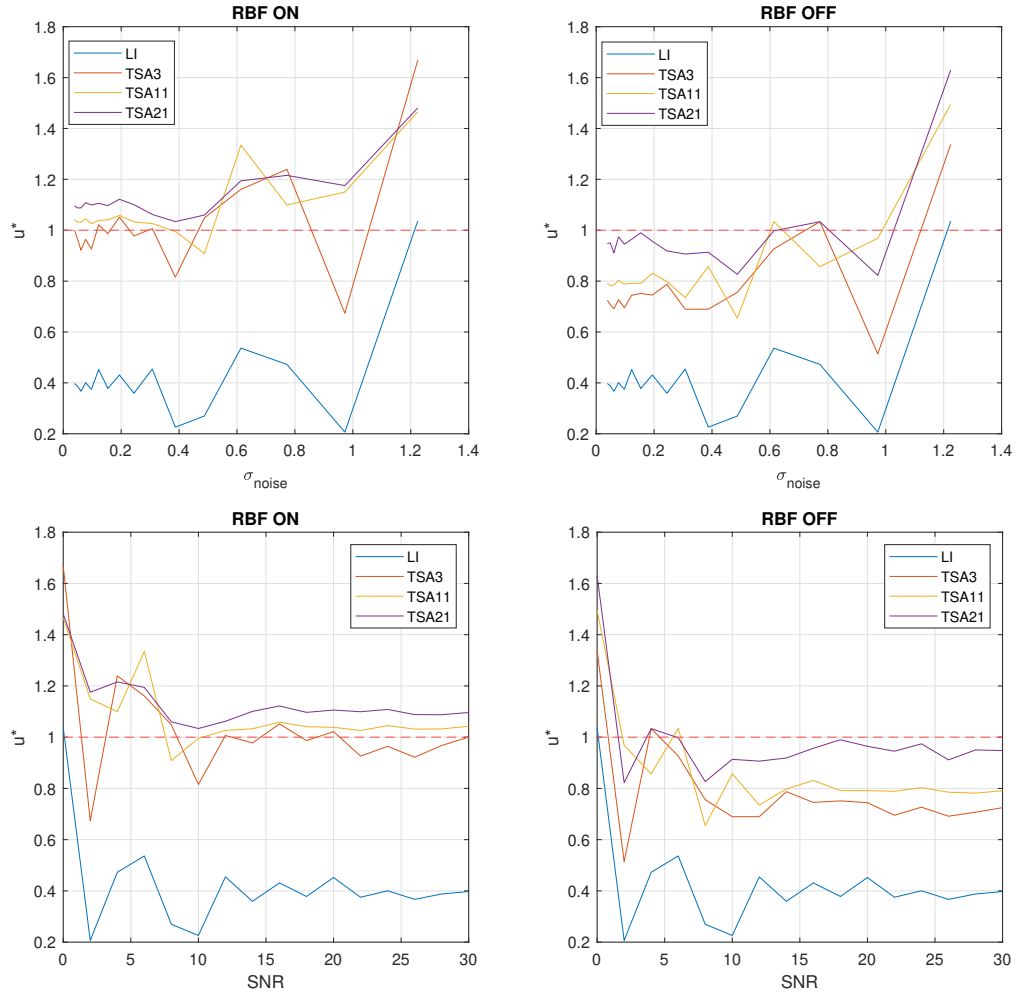 RBF ON
1.8
1.6
1.4
1.2
1
0.8
0.6
0.4
0.2
u*
LI
TSA3
TSA11
TSA21
0 0.2 0.4 0.6 0.8 1 1.2 1.4
σnoise
RBF OFF
1.8
1.6
1.4
1.2
1
0.8
0.6
0.4
0.2
u*
LI
TSA3
TSA11
TSA21
0 0.2 0.4 0.6 0.8 1 1.2 1.4
σnoise
RBF ON
1.8
1.6
1.4
1.2
1
0.8
0.6
0.4
0.2
u*
LI
TSA3
TSA11
TSA21
0 5 10 15 20 25 30
SNR
RBF OFF
1.8
1.6
1.4
1.2
1
0.8
0.6
0.4
0.2
u*
LI
TSA3
TSA11
TSA21
0 5 10 15 20 25 30
SNR